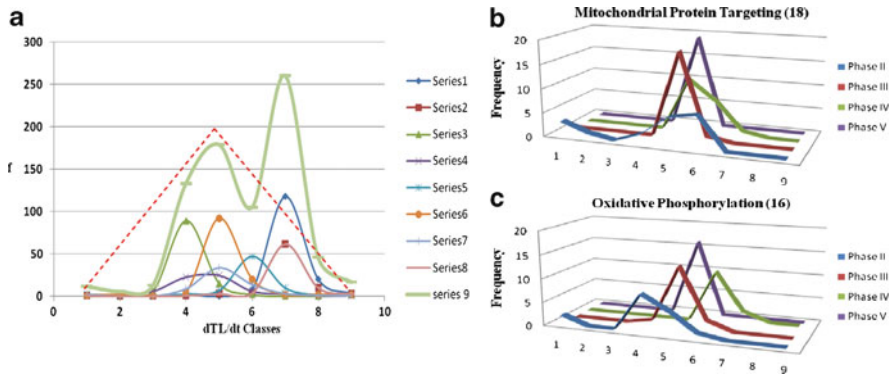 a
300
250
200
150
100
50
0
0 2 4 6 8 10
dTL/dt Classes
Series1
Series2
Series3
Series4
Series5
Series6
Series7
Series8
series 9
b
Mitochondrial Protein Targeting (18)
Frequency
20
15
10
5
0
1 2 3 4 5 6 7 8 9
Phase II
Phase III
Phase IV
Phase V
c
Oxidative Phosphorylation (16)
Frequency
20
15
10
5
0
1 2 3 4 5 6 7 8 9
Phase II
Phase III
Phase IV
Phase V